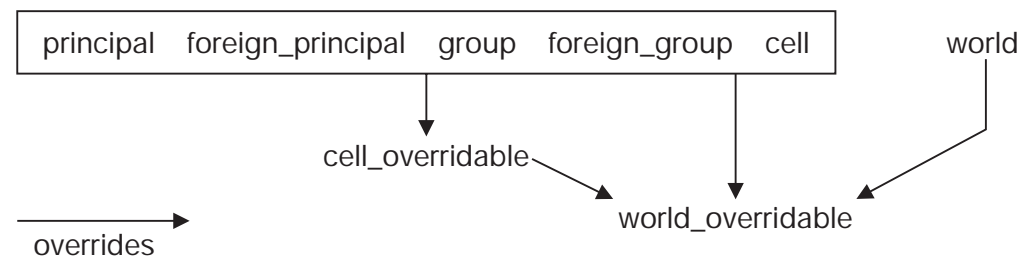 principal foreign_principal group foreign_group cell world
cell_overridable
world_overridable
overrides